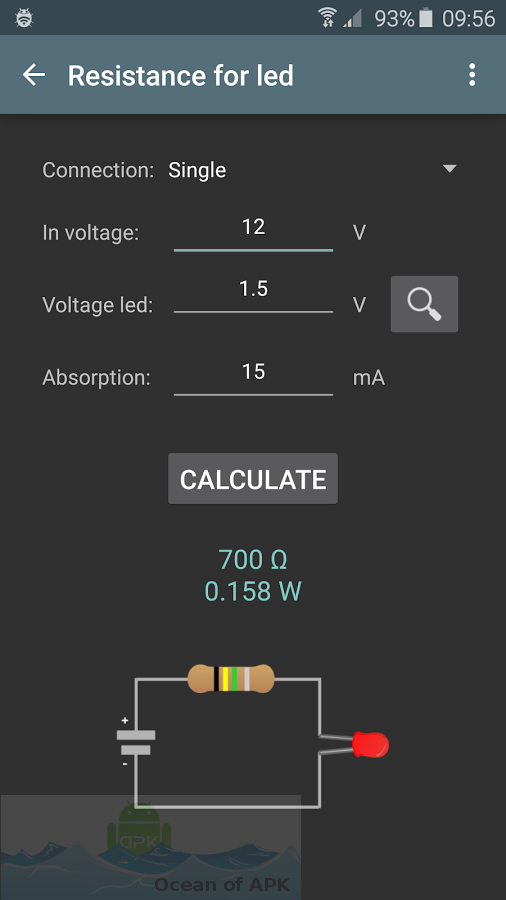 93% 09:56
Resistance for led
Connection: Single
In voltage: 12 V
Voltage led: 1.5 V
Absorption: 15 mA
CALCULATE
700 Ω
0.158 W
+
-
APK
Ocean of APK